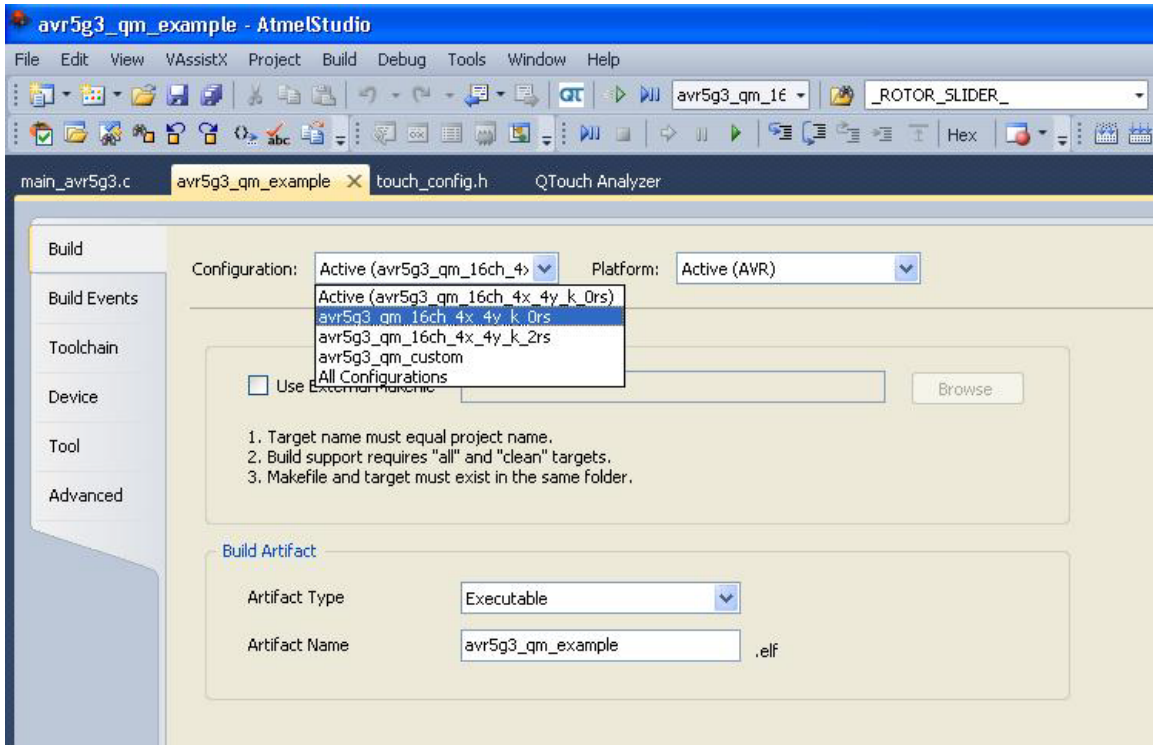 avr5g3_qm_example - AtmelStudio
File Edit View VAssistX Project Build Debug Tools Window Help
QT avr5g3_qm_16 _ROTOR_SLIDER_
abc Hex
main_avr5g3.c avr5g3_qm_example touch_config.h QTouch Analyzer
Build
Build Events
Toolchain
Device
Tool
Advanced
Configuration: Active (avr5g3_qm_16ch_4x Platform: Active (AVR)
Active (avr5g3_qm_16ch_4x_4y_k_0rs)
avr5g3_qm_16ch_4x_4y_k_0rs
avr5g3_qm_16ch_4x_4y_k_2rs
avr5g3_qm_custom
All Configurations
Use External Makefile Browse
1. Target name must equal project name.
2. Build support requires "all" and "clean" targets.
3. Makefile and target must exist in the same folder.
Build Artifact
Artifact Type Executable
Artifact Name avr5g3_qm_example .elf